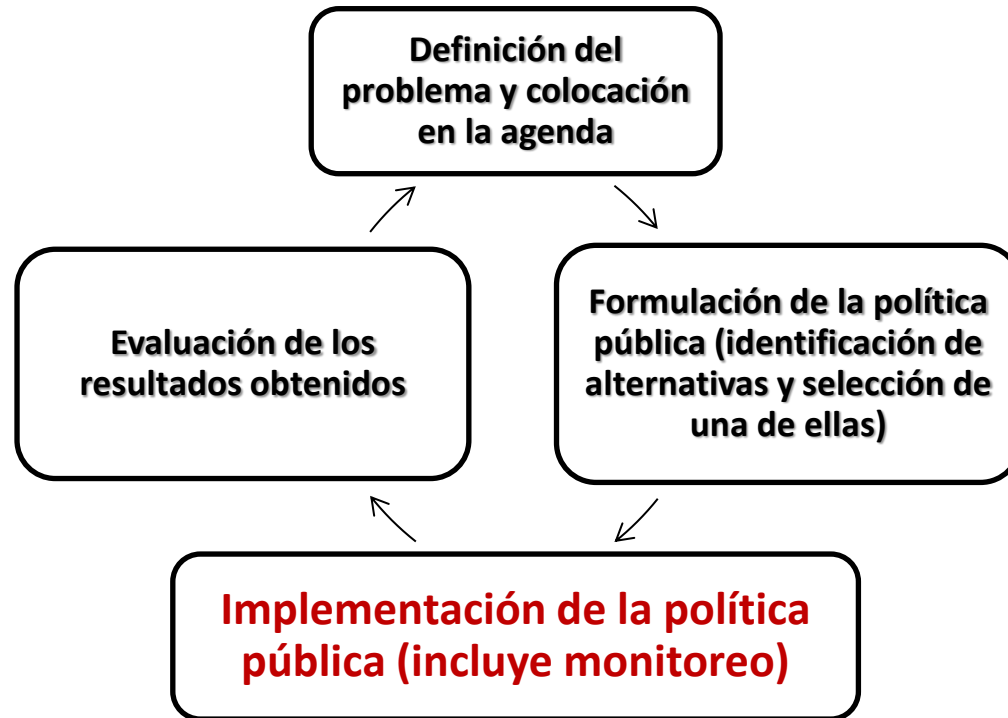 Definición del
problema y colocación
en la agenda
Formulación de la política
pública (identificación de
alternativas y selección de
una de ellas)
Implementación de la política
pública (incluye monitoreo)
Evaluación de los
resultados obtenidos